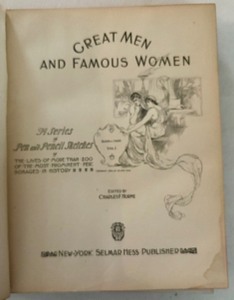 GREAT MEN
AND FAMOUS WOMEN
A Series
of
Pen and Pencil Sketches
of
THE LIVES OF MORE THAN 200
OF THE MOST PROMINENT PER-
SONAGES IN HISTORY
EDITED BY
CHARLES F. HORNE
NEW-YORK: SELMAR HESS PUBLISHER